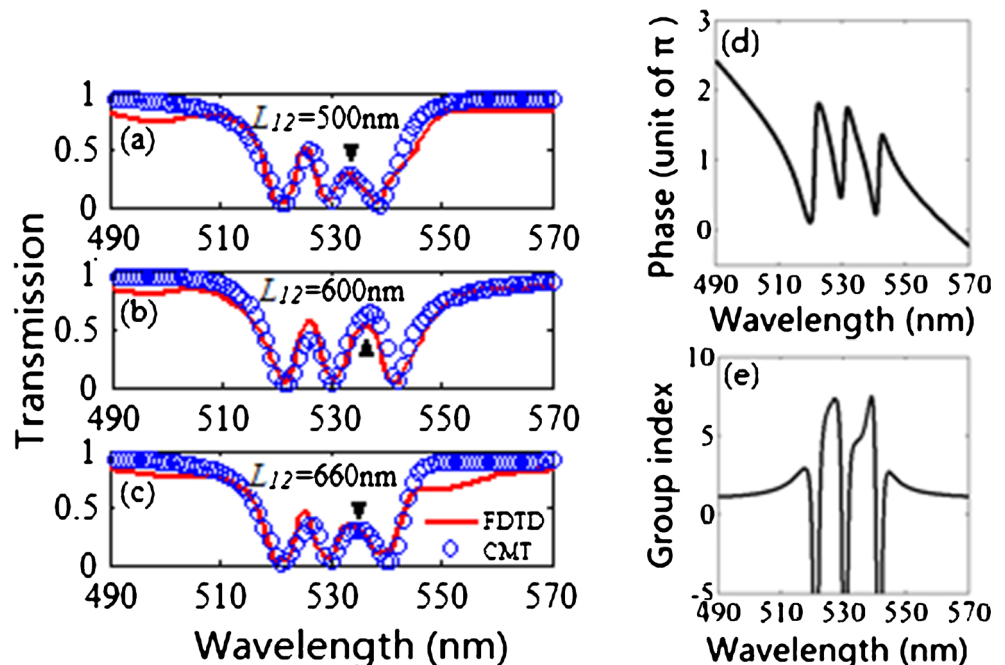 Transmission
1
0.5
0
(a)
L12=500nm
490 510 530 550 570
1
0.5
0
(b)
L12=600nm
490 510 530 550 570
1
0.5
0
(c)
L12=660nm
FDTD
CMT
490 510 530 550 570
Wavelength (nm)
Phase (unit of π)
3
2
1
0
(d)
490 510 530 550 570
Wavelength (nm)
Group index
10
5
0
-5
(e)
490 510 530 550 570
Wavelength (nm)